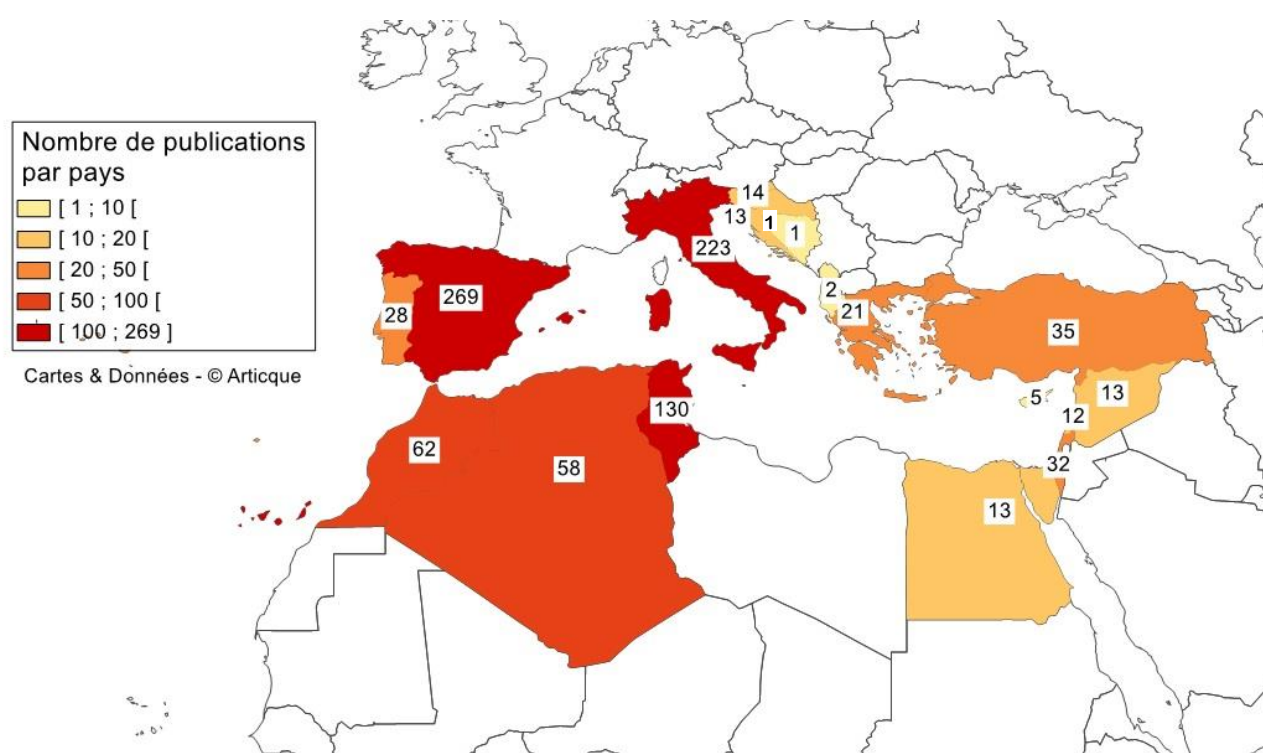 Nombre de publications
par pays
[ 1 ; 10 [
[ 10 ; 20 [
[ 20 ; 50 [
[ 50 ; 100 [
[ 100 ; 269 ]
Cartes & Données - © Articque
14
13
1
1
223
269
28
2
21
35
5
13
12
130
62
58
32
13